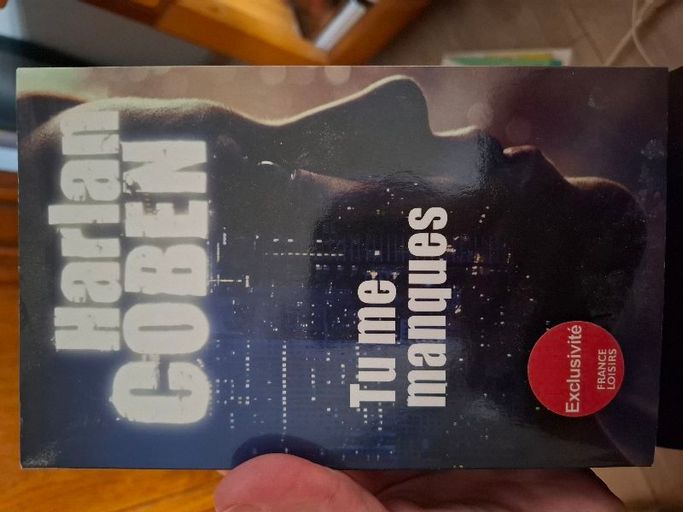 Harlan
COBEN
Tu me
manques
Exclusivité
FRANCE
LOISIRS